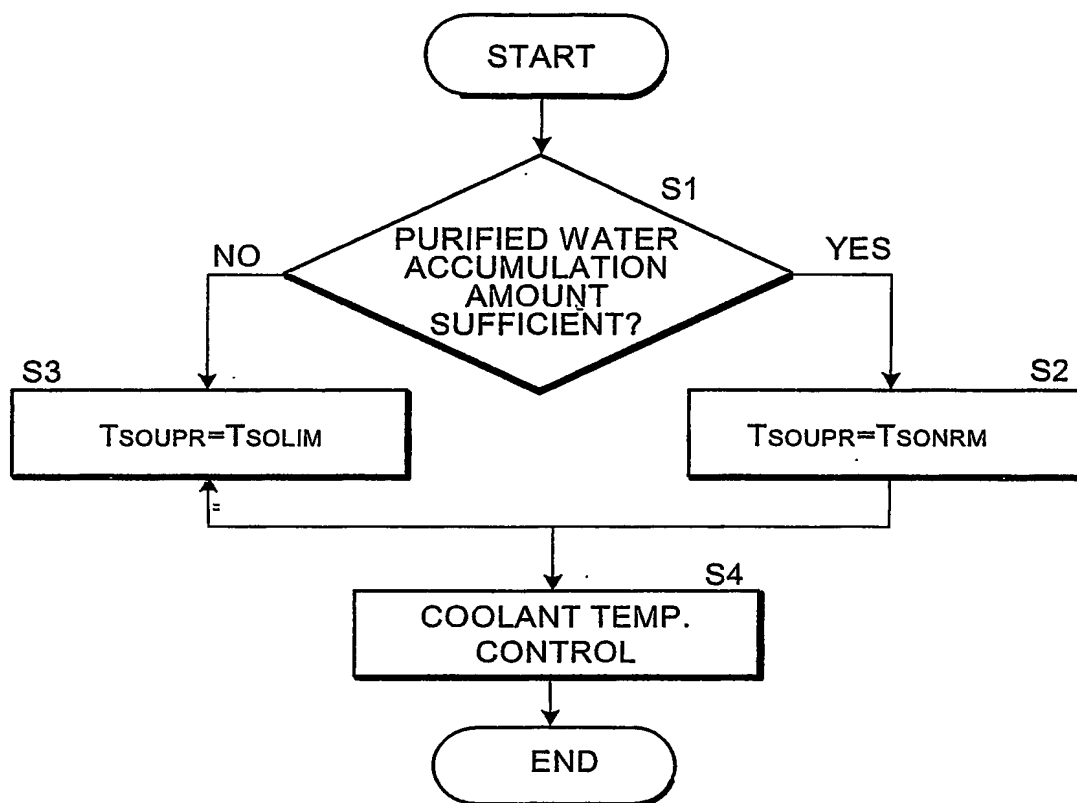 START
S1
PURIFIED WATER
ACCUMULATION
AMOUNT
SUFFICIENT?
NO
YES
S3
S2
TSOUPR=TSOLIM
TSOUPR=TSONRM
S4
COOLANT TEMP.
CONTROL
END